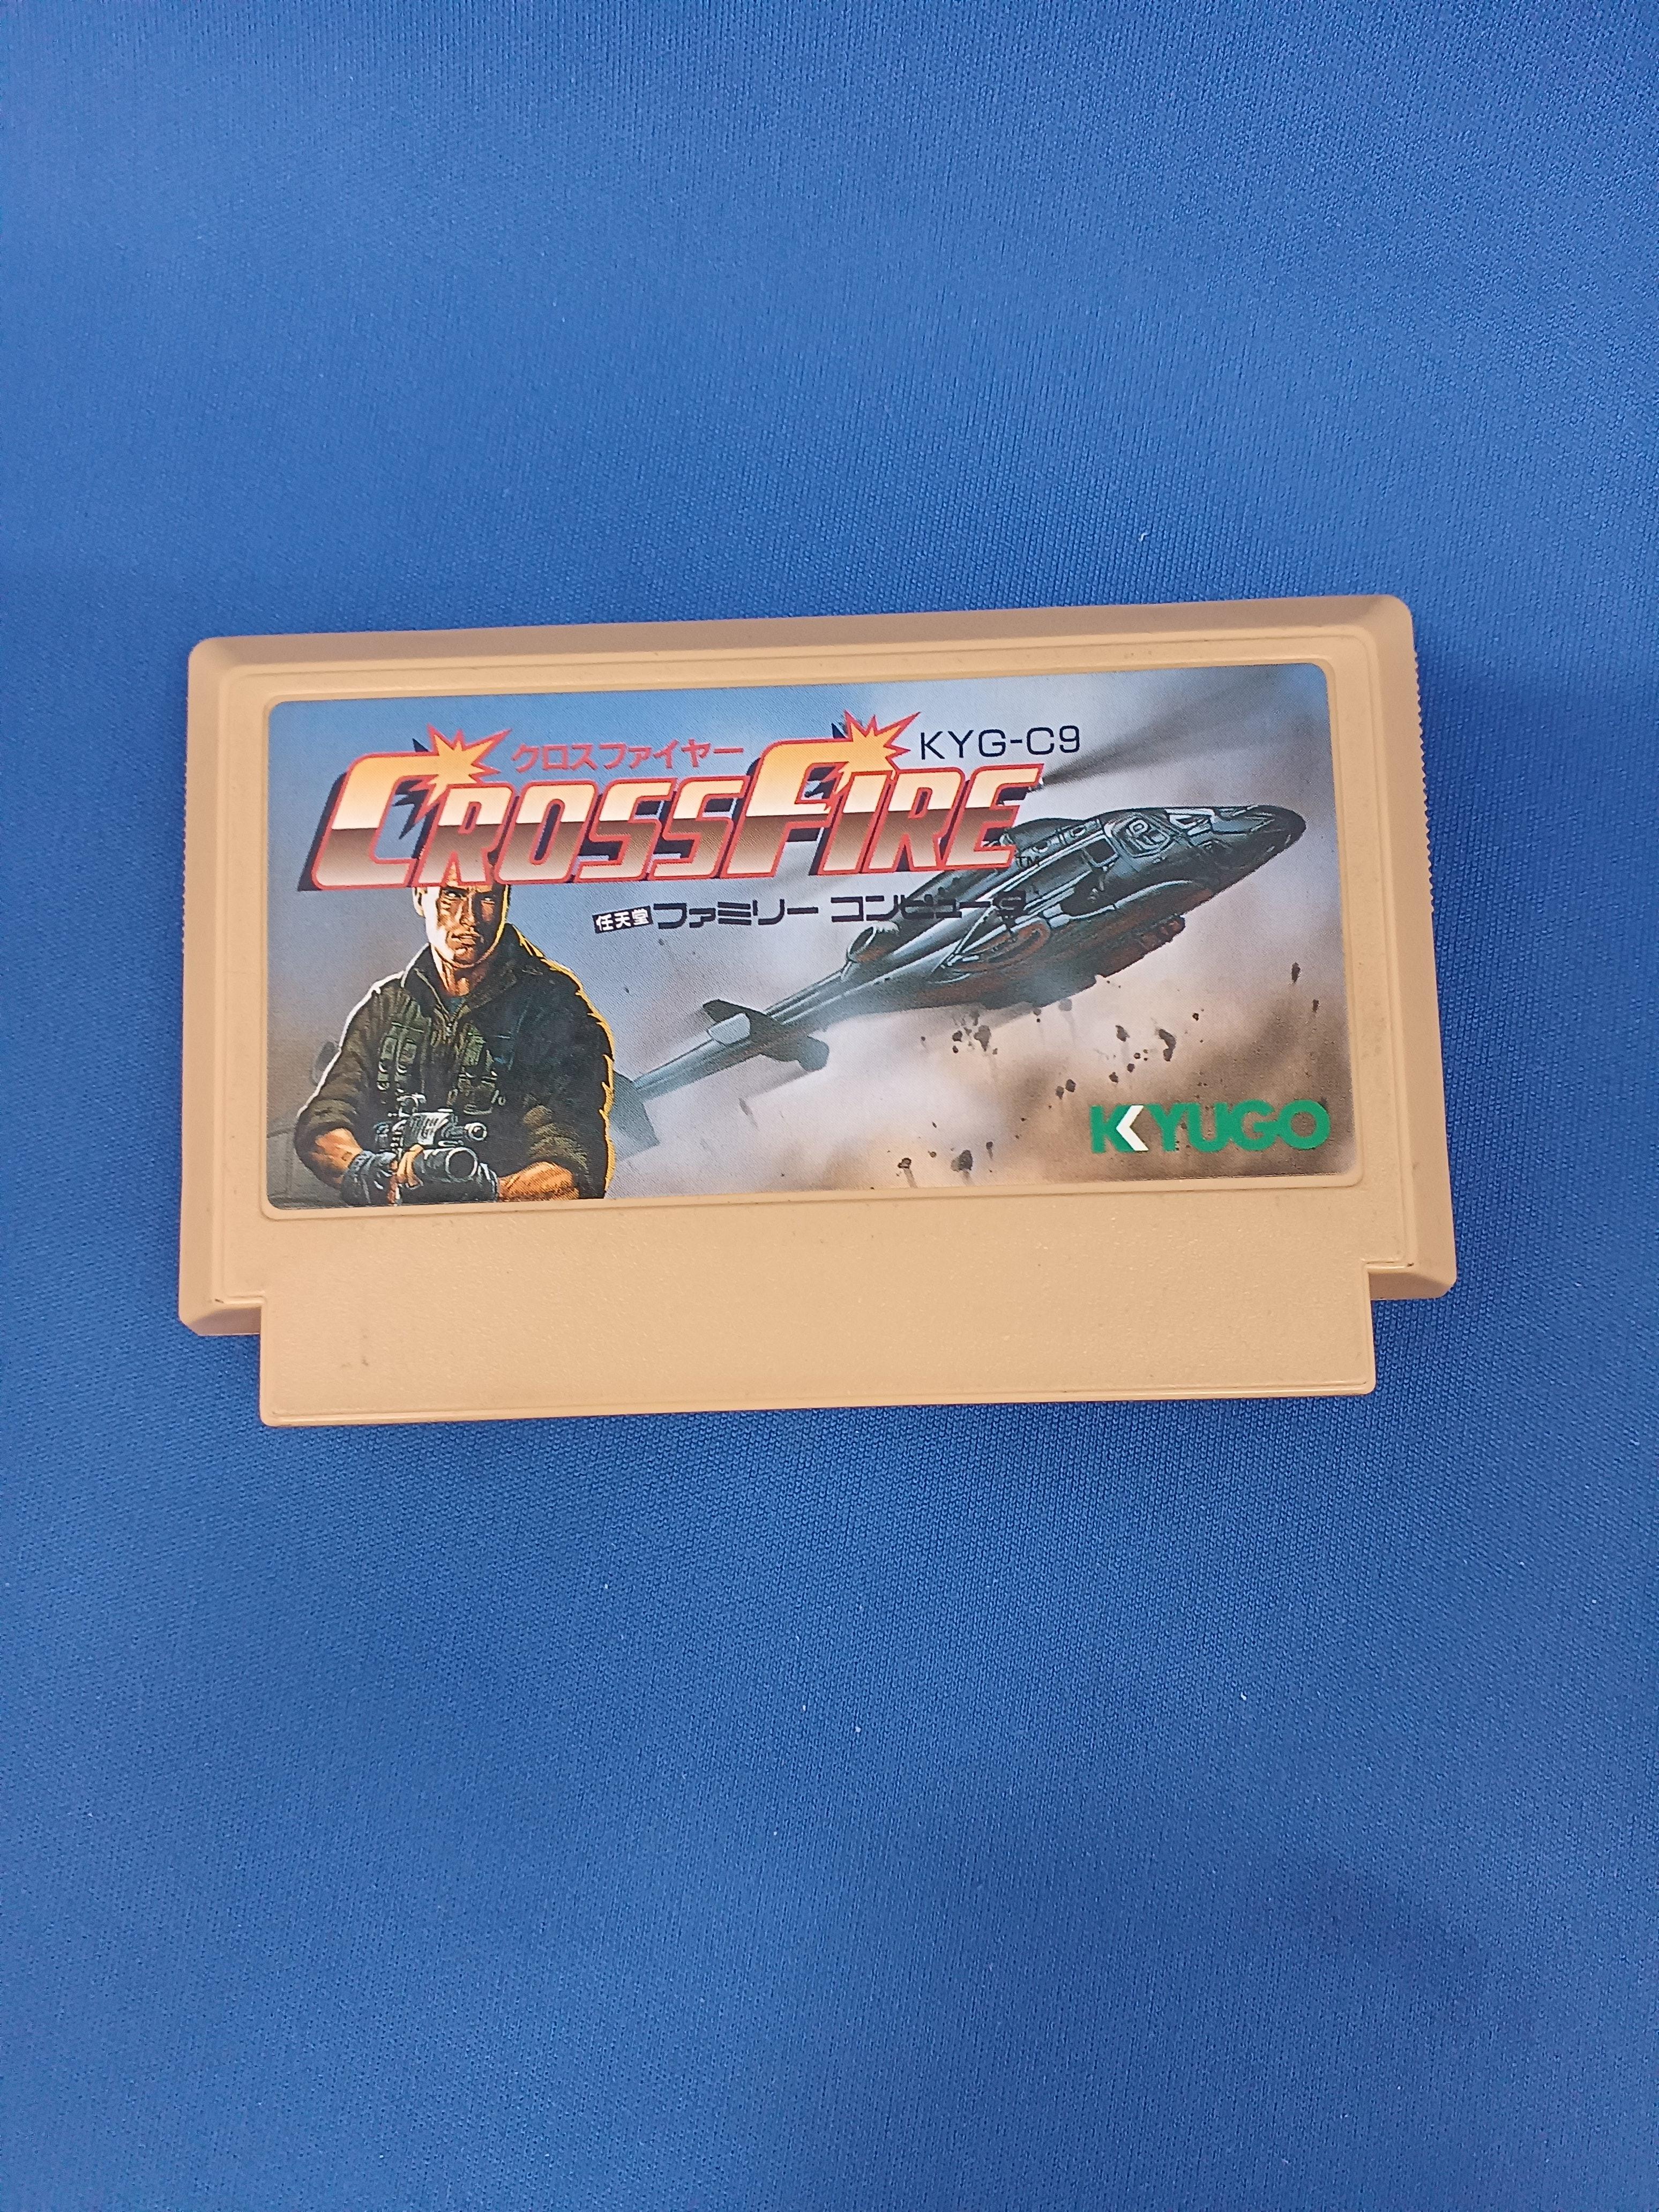 クロスファイヤー
KYG-C9
CROSSFIRE™
任天堂 ファミリー コンピュータ
KYUGO